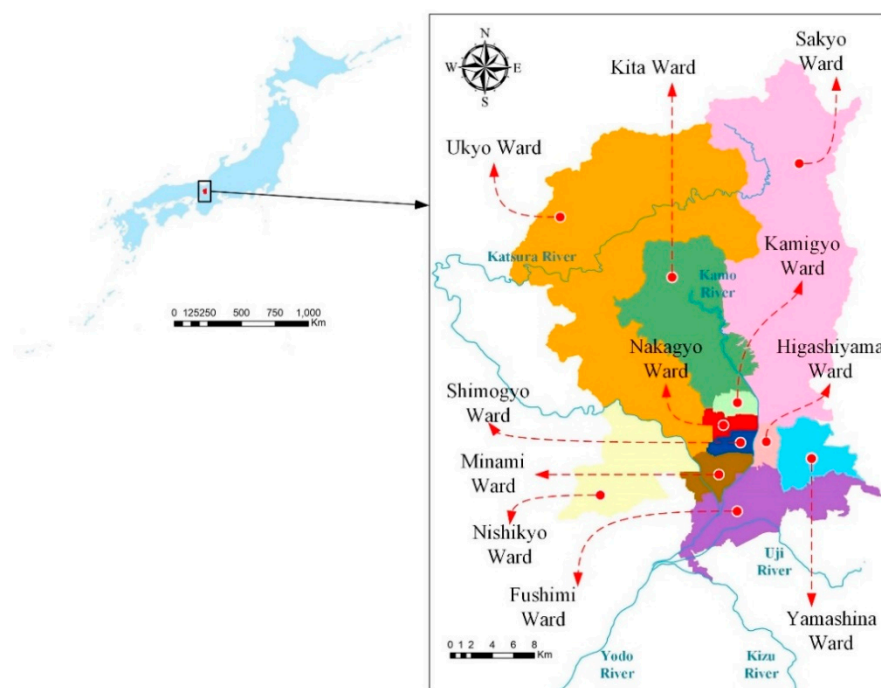 N
W
E
S
Sakyo
Ward
Kita Ward
Ukyo Ward
Kamigyo
Ward
Katsura River
Kamo
River
Nakagyo
Ward
Higashiyama
Ward
Shimogyo
Ward
Minami
Ward
Nishikyo
Ward
Fushimi
Ward
Uji
River
Yamashina
Ward
Yodo
River
Kizu
River
0 125250 500 750 1,000
Km
0 1 2 4 6 8
Km